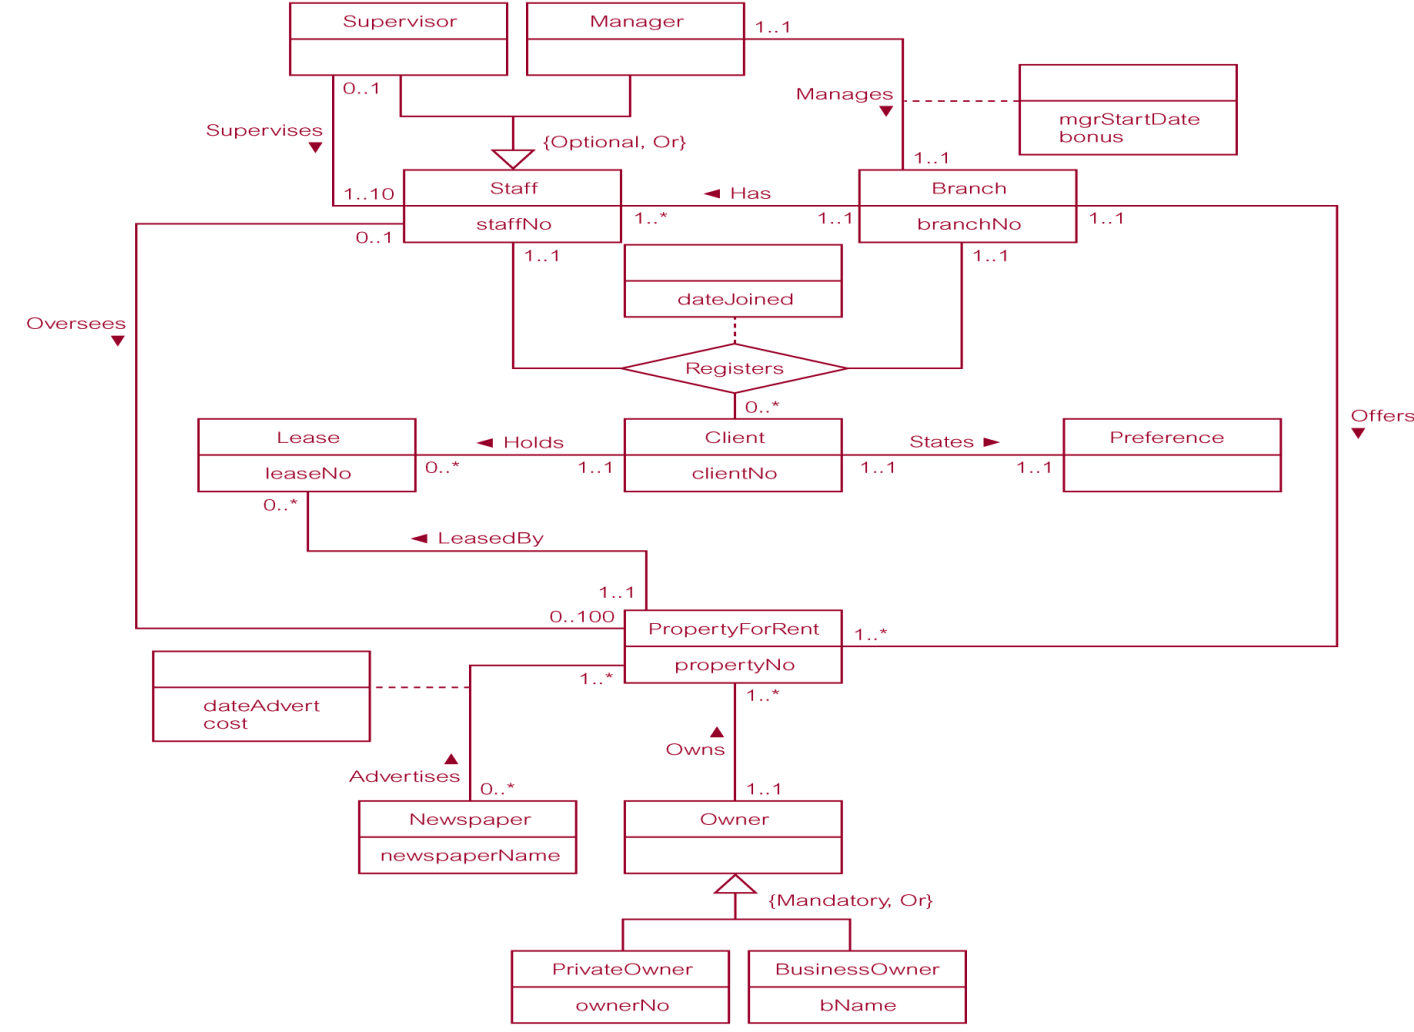 Supervisor
Manager
1..1
0..1
Manages
mgrStartDate
bonus
Supervises
{Optional, Or}
1..1
Staff
Branch
1..10
Has
staffNo
1..*
1..1
branchNo
1..1
0..1
1..1
1..1
dateJoined
Oversees
Registers
0..*
Offers
Lease
Holds
Client
States
Preference
leaseNo
0..*
1..1
clientNo
1..1
1..1
0..*
LeasedBy
1..1
0..100
PropertyForRent
1..*
propertyNo
1..*
1..*
dateAdvert
cost
Owns
Advertises
0..*
1..1
Newspaper
Owner
newspaperName
{Mandatory, Or}
PrivateOwner
BusinessOwner
ownerNo
bName